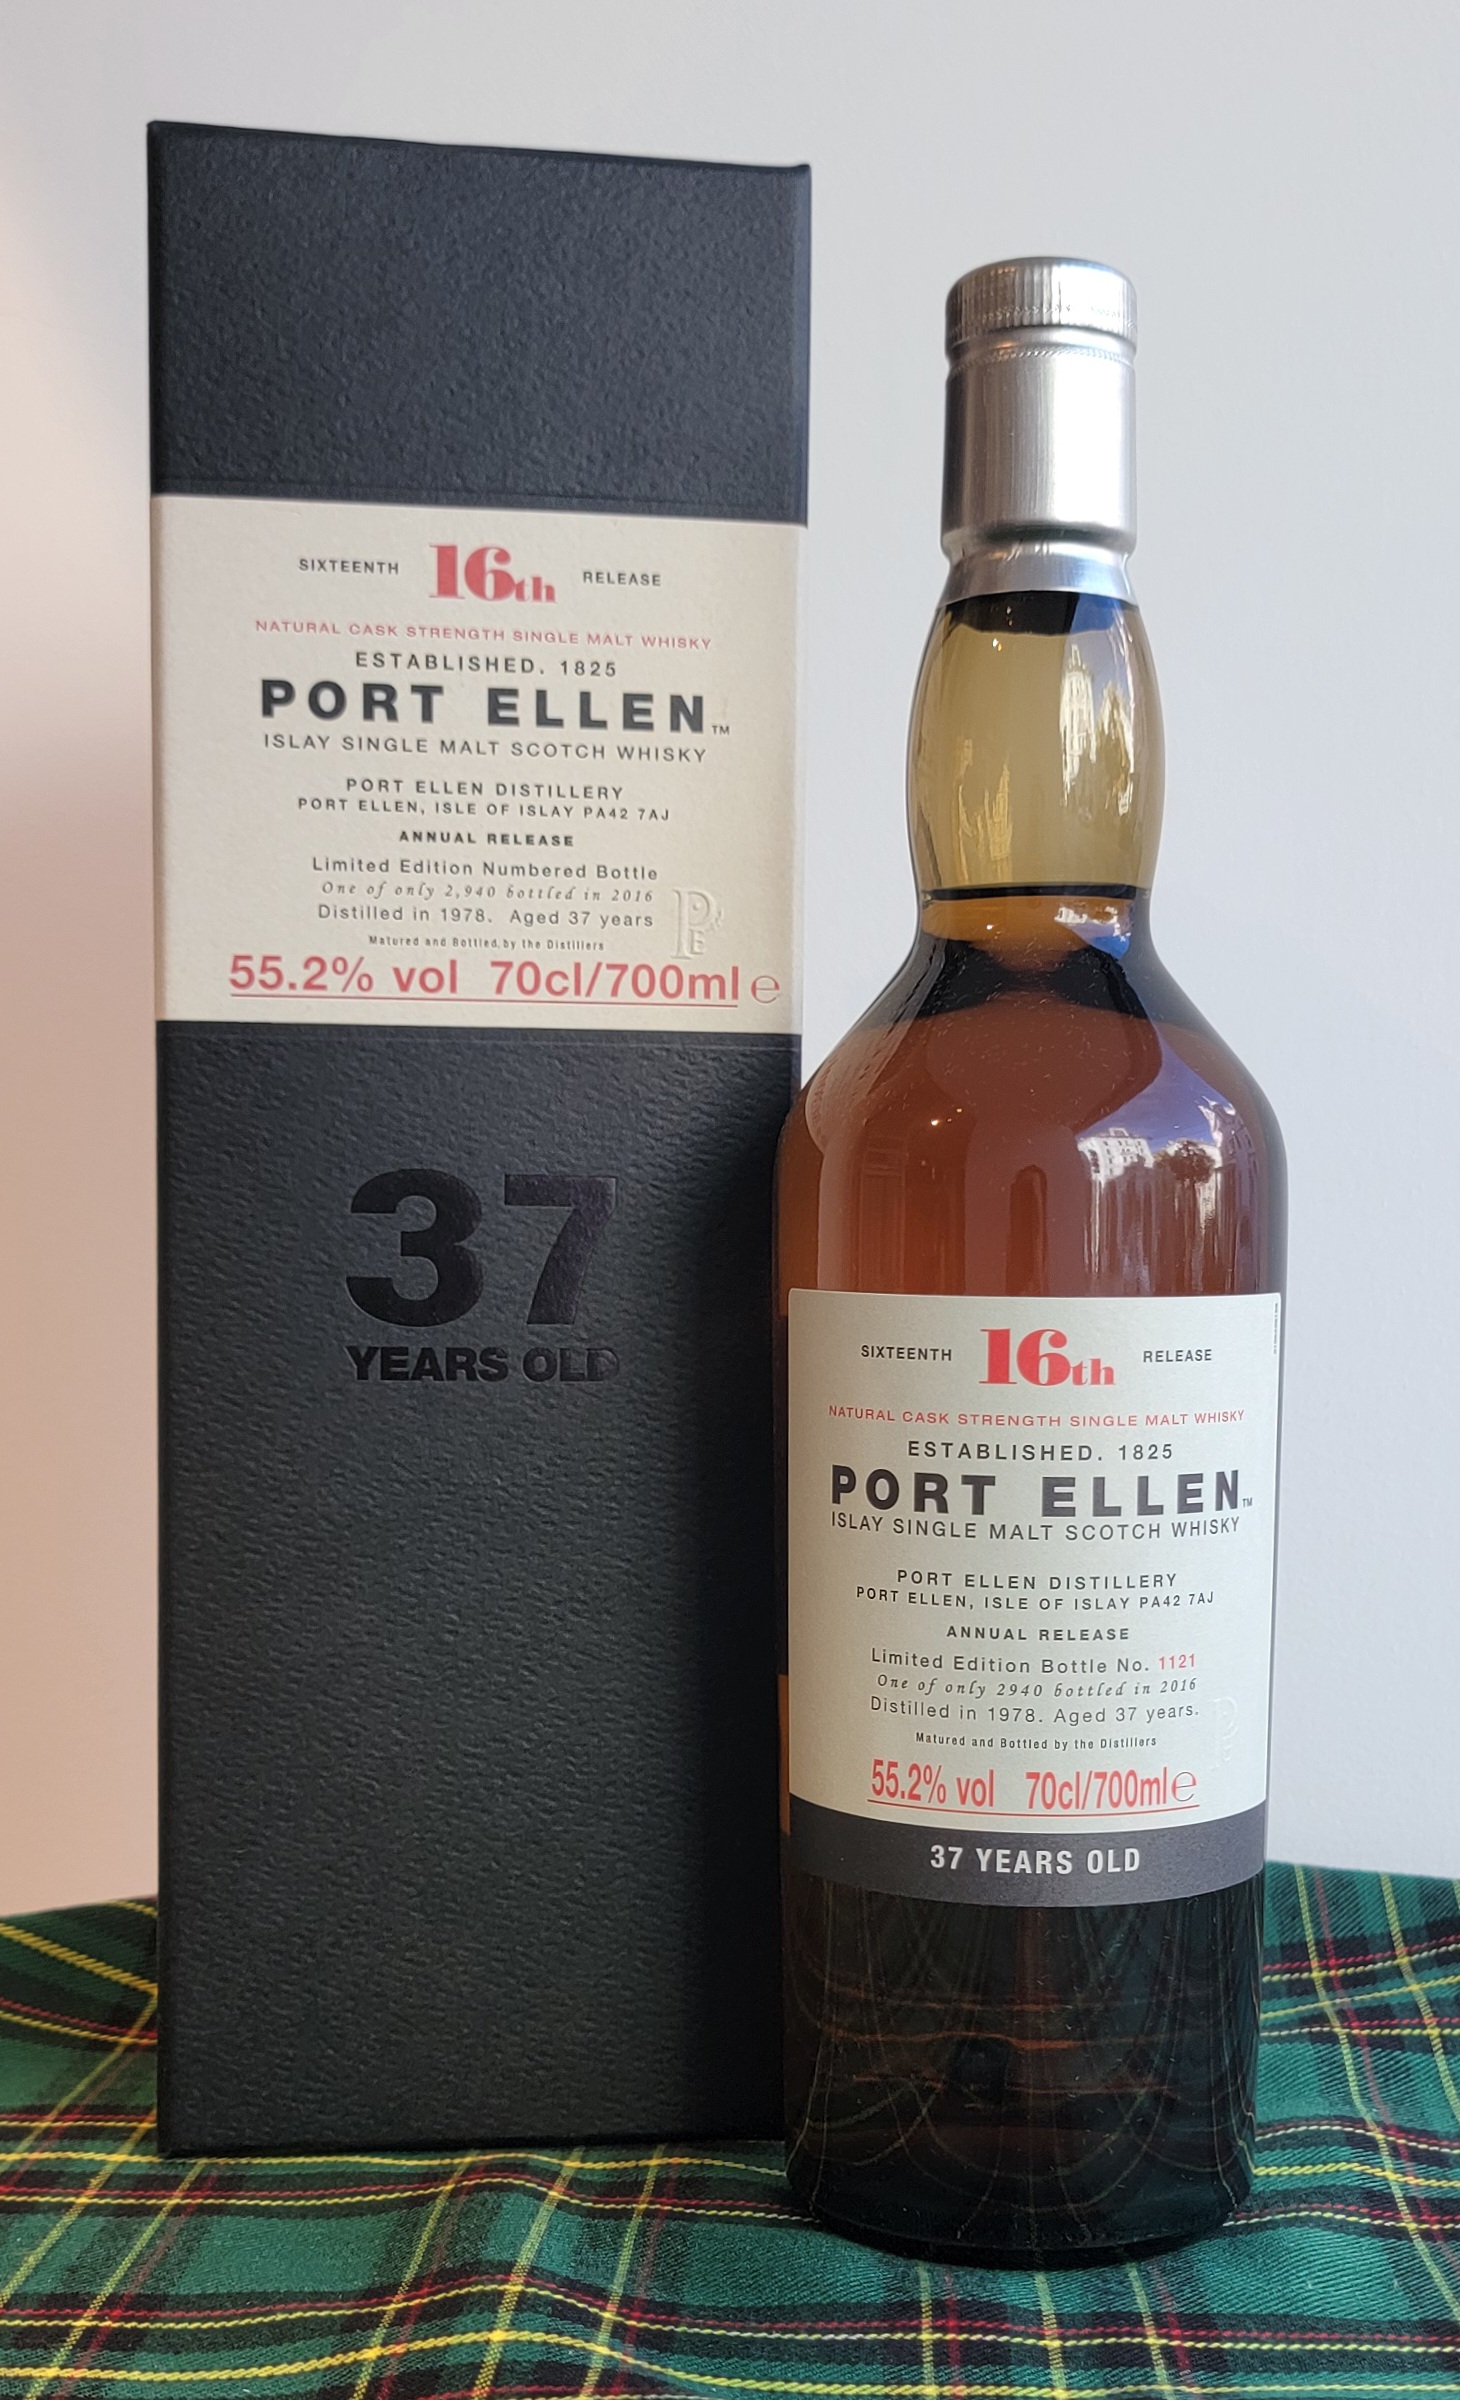 SIXTEENTH 16th RELEASE
NATURAL CASK STRENGTH SINGLE MALT WHISKY
ESTABLISHED. 1825
PORT ELLEN™
ISLAY SINGLE MALT SCOTCH WHISKY
PORT ELLEN DISTILLERY
PORT ELLEN, ISLE OF ISLAY PA42 7AJ
ANNUAL RELEASE
Limited Edition Numbered Bottle
One of only 2,940 bottled in 2016
Distilled in 1978. Aged 37 years
Matured and Bottled by the Distillers
PE
55.2% vol 70cl/700ml e
37
YEARS OLD
SIXTEENTH 16th RELEASE
NATURAL CASK STRENGTH SINGLE MALT WHISKY
ESTABLISHED. 1825
PORT ELLEN™
ISLAY SINGLE MALT SCOTCH WHISKY
PORT ELLEN DISTILLERY
PORT ELLEN, ISLE OF ISLAY PA42 7AJ
ANNUAL RELEASE
Limited Edition Bottle No. 1121
One of only 2940 bottled in 2016
Distilled in 1978. Aged 37 years.
Matured and Bottled by the Distillers
55.2% vol 70cl/700ml e
37 YEARS OLD